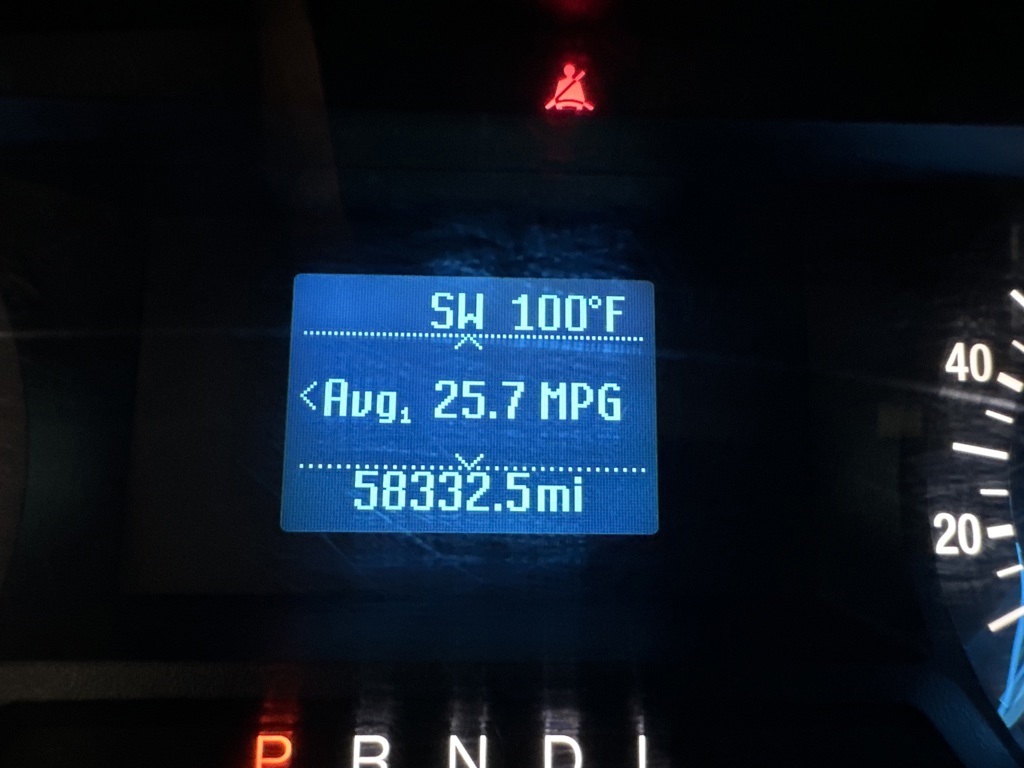 SW 100°F
<Avg₁ 25.7 MPG
58332.5mi
40
20
P R N D L